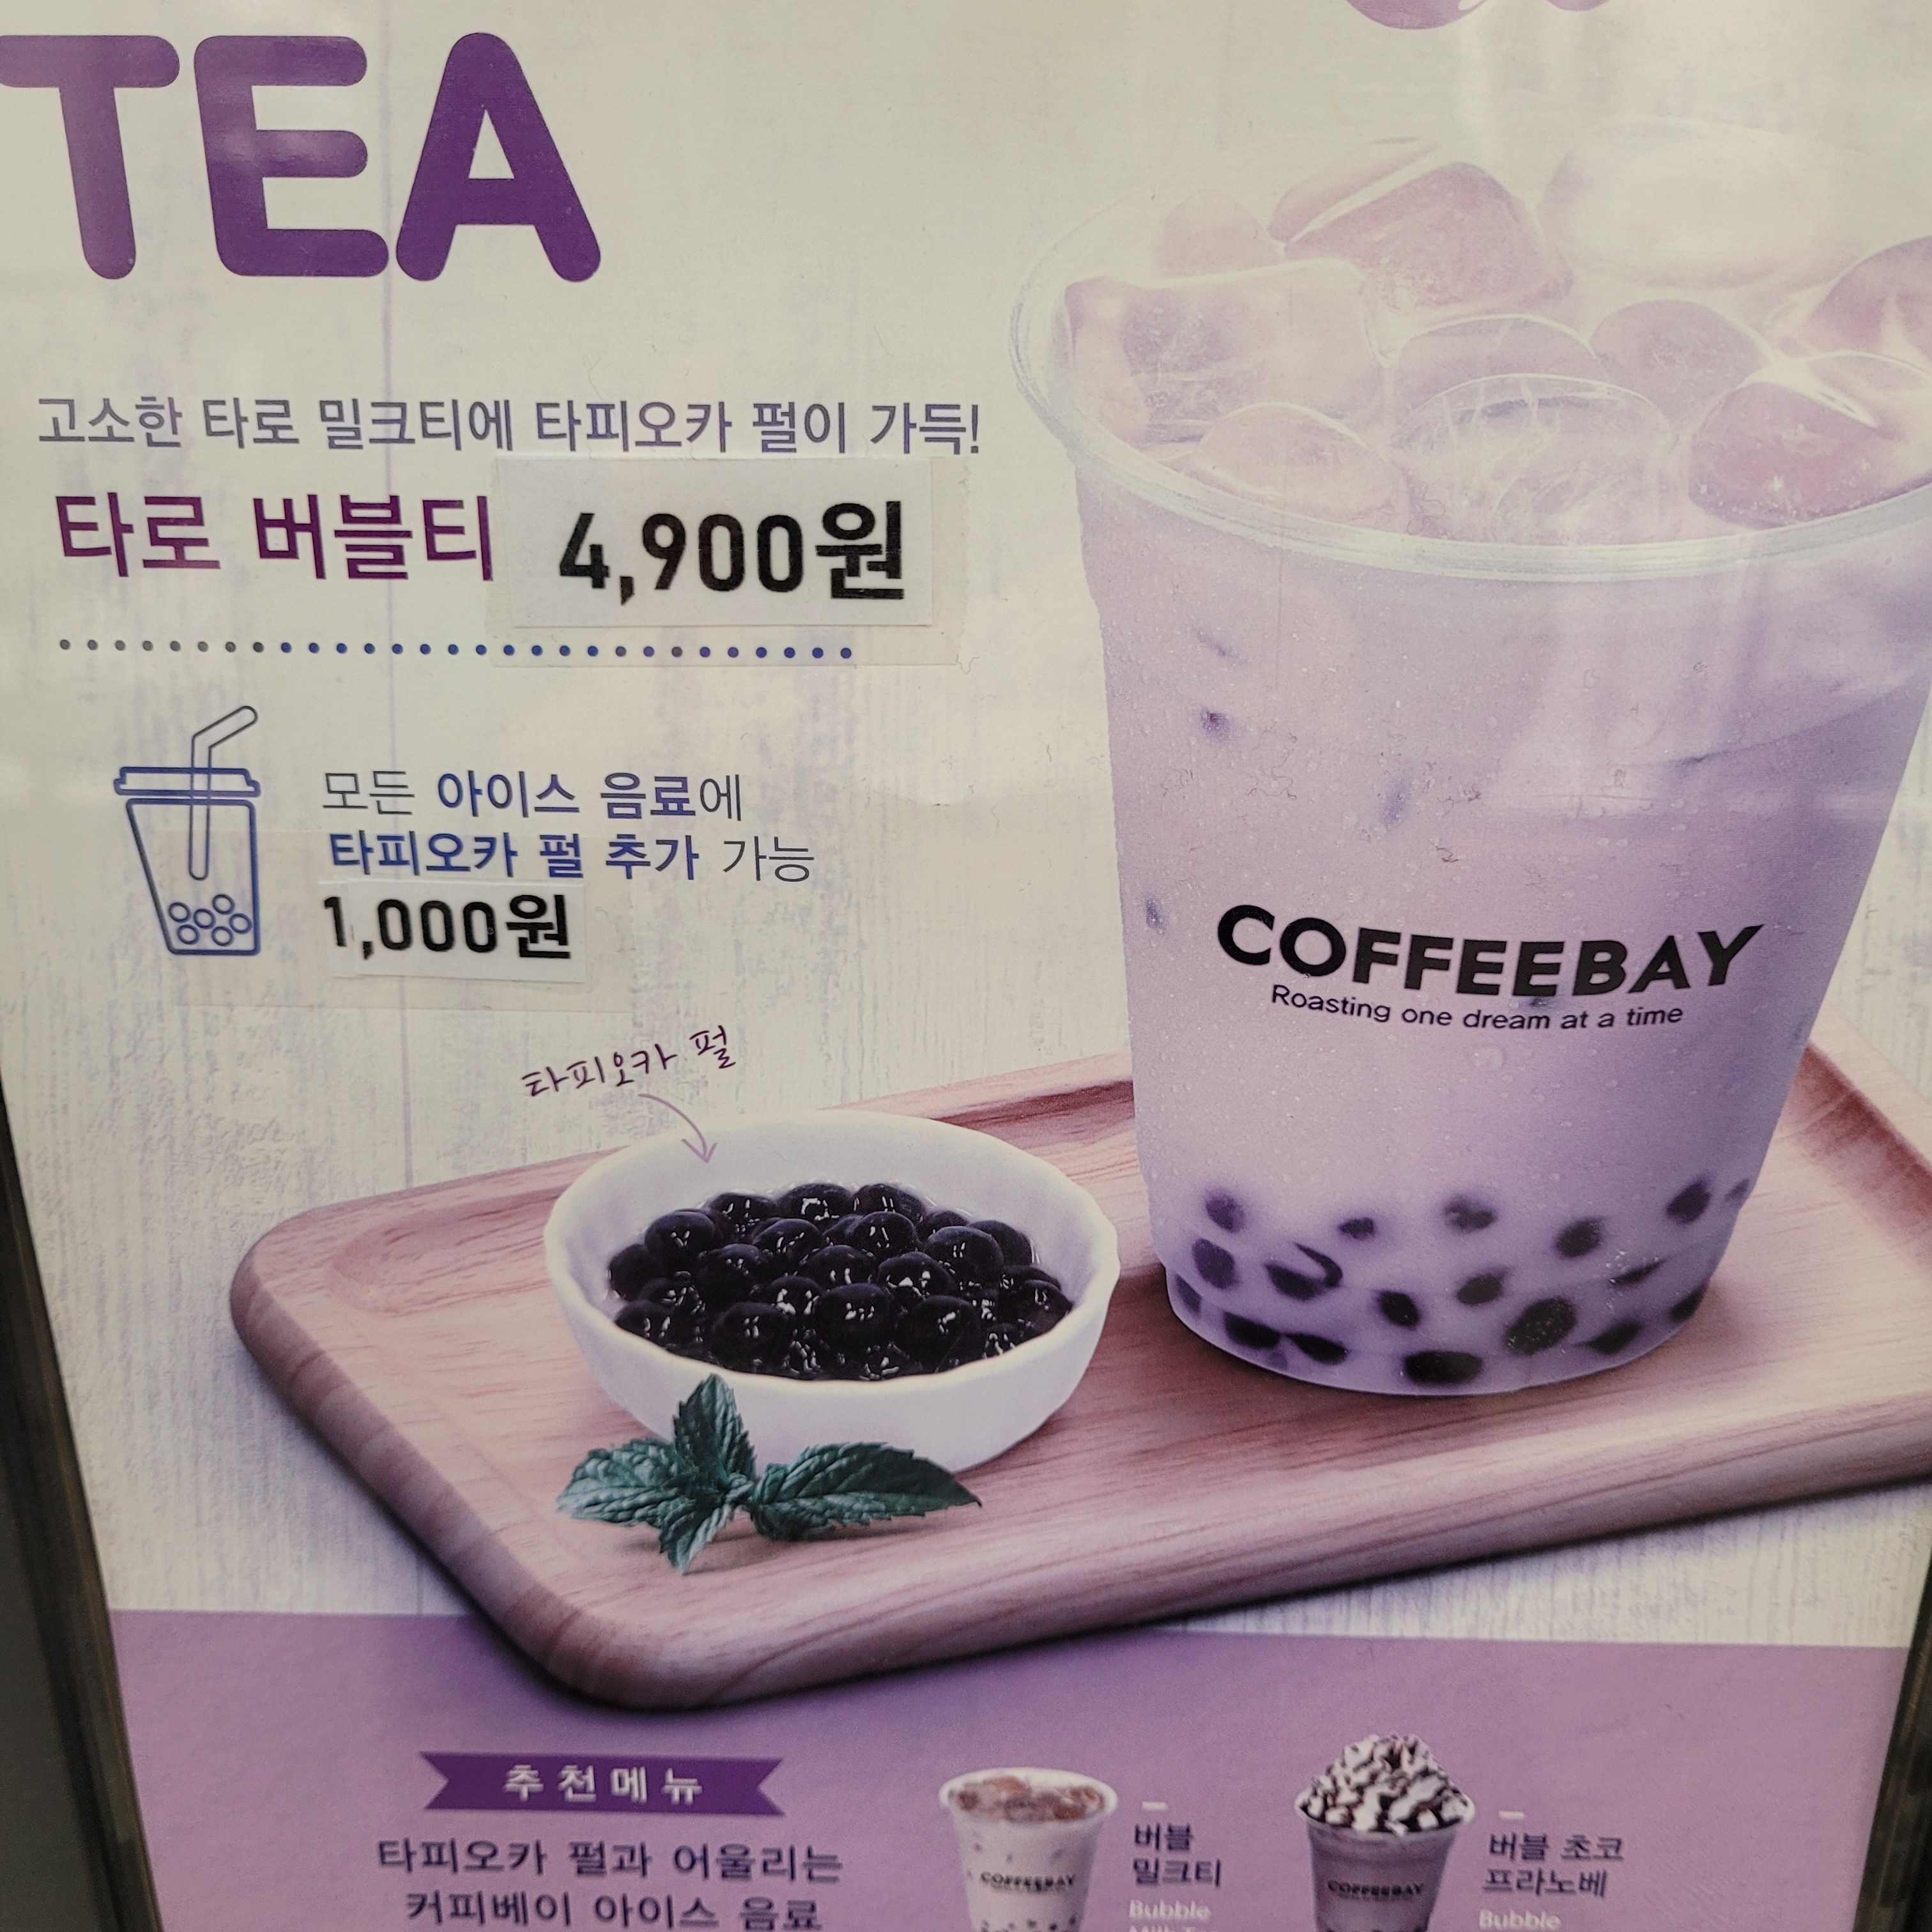 TEA
고소한 타로 밀크티에 타피오카 펄이 가득!
타로 버블티 4,900원
모든 아이스 음료에
타피오카 펄 추가 가능
1,000원
COFFEEBAY
Roasting one dream at a time
타피오카 펄
추천메뉴
타피오카 펄과 어울리는
커피베이 아이스 음료
COFFEEBAY
버블
밀크티
Bubble
COFFEEBAY
버블 초코
프라노베
Bubble